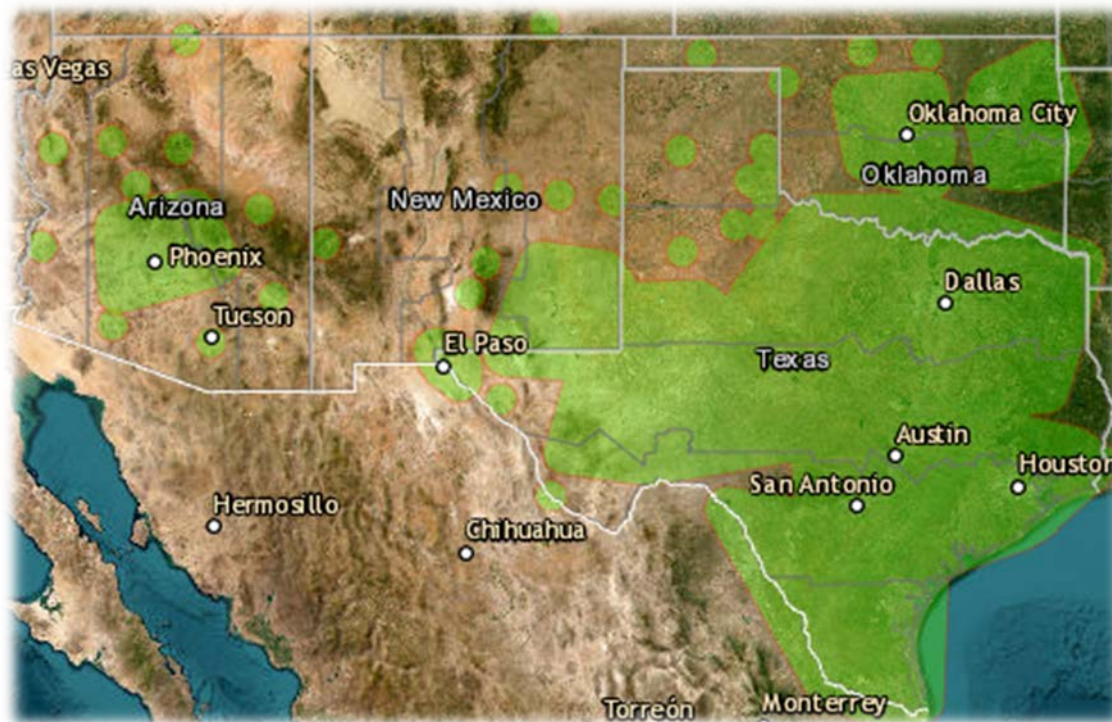 as Vegas
Oklahoma City
Oklahoma
New Mexico
Arizona
Phoenix
Dallas
Tucson
El Paso
Texas
Austin
Houston
San Antonio
Hermosillo
Chihuahua
Torreón
Monterrey